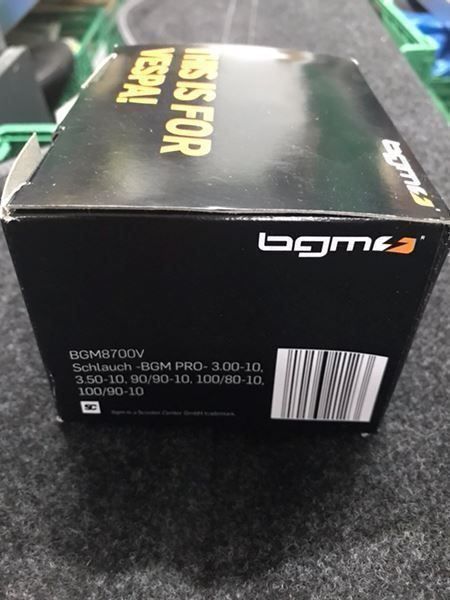 THIS IS FOR
VESPA!
bgm
bgm
BGM8700V
Schlauch -BGM PRO- 3.00-10,
3.50-10, 90/90-10, 100/80-10,
100/90-10
SC
bgm is a Scooter Center GmbH trademark.